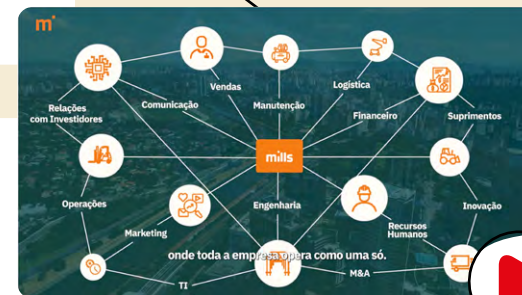 m
Vendas
Logística
Comunicação
Manutenção
Relações
com Investidores
Financeiro
Suprimentos
mills
Operações
Engenharia
Inovação
Marketing
Recursos
Humanos
onde toda a empresa opera como uma só.
TI
M&A